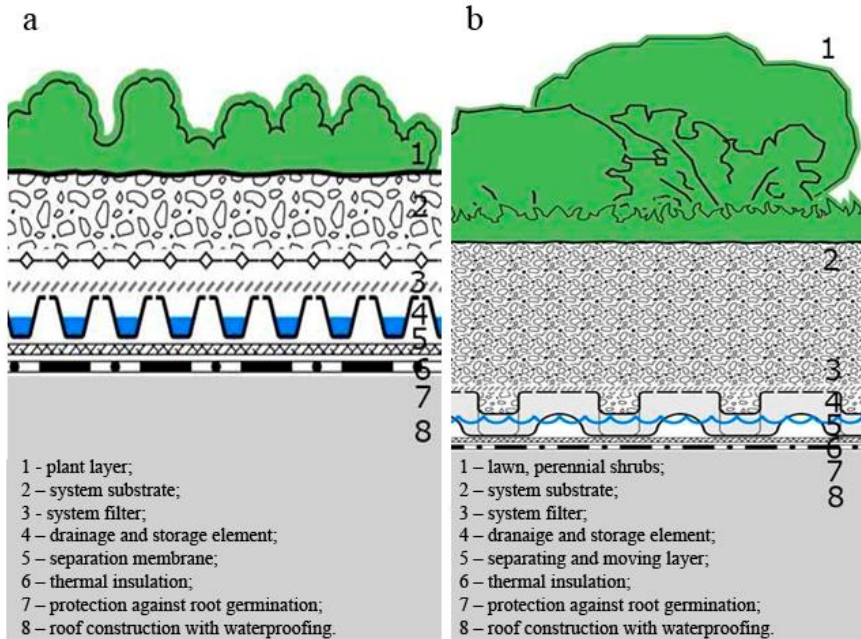 a
1
2
3
4
5
6
7
8
1 - plant layer;
2 – system substrate;
3 - system filter;
4 – drainage and storage element;
5 – separation membrane;
6 – thermal insulation;
7 – protection against root germination;
8 – roof construction with waterproofing.
b
1
2
3
4
5
6
7
8
1 – lawn, perennial shrubs;
2 – system substrate;
3 – system filter;
4 – dranaige and storage element;
5 – separating and moving layer;
6 – thermal insulation;
7 – protection against root germination;
8 – roof construction with waterproofing.